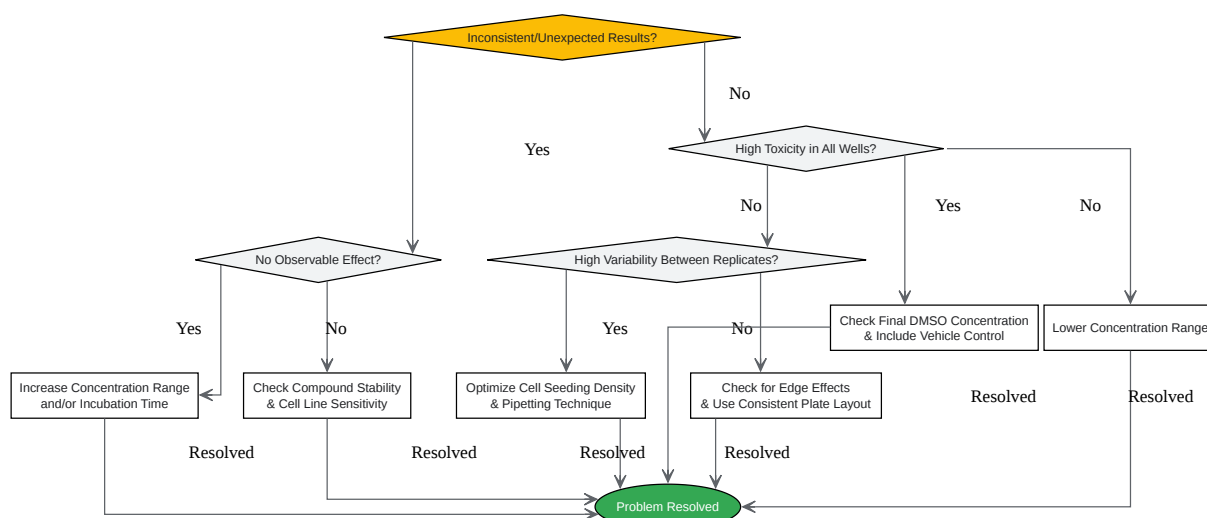 Inconsistent/Unexpected Results?
No
High Toxicity in All Wells?
Yes
No
Yes
No
No Observable Effect?
High Variability Between Replicates?
Check Final DMSO Concentration
& Include Vehicle Control
Lower Concentration Range
Yes
No
Yes
No
Increase Concentration Range
and/or Incubation Time
Check Compound Stability
& Cell Line Sensitivity
Optimize Cell Seeding Density
& Pipetting Technique
Check for Edge Effects
& Use Consistent Plate Layout
Resolved
Resolved
Resolved
Resolved
Resolved
Resolved
Problem Resolved